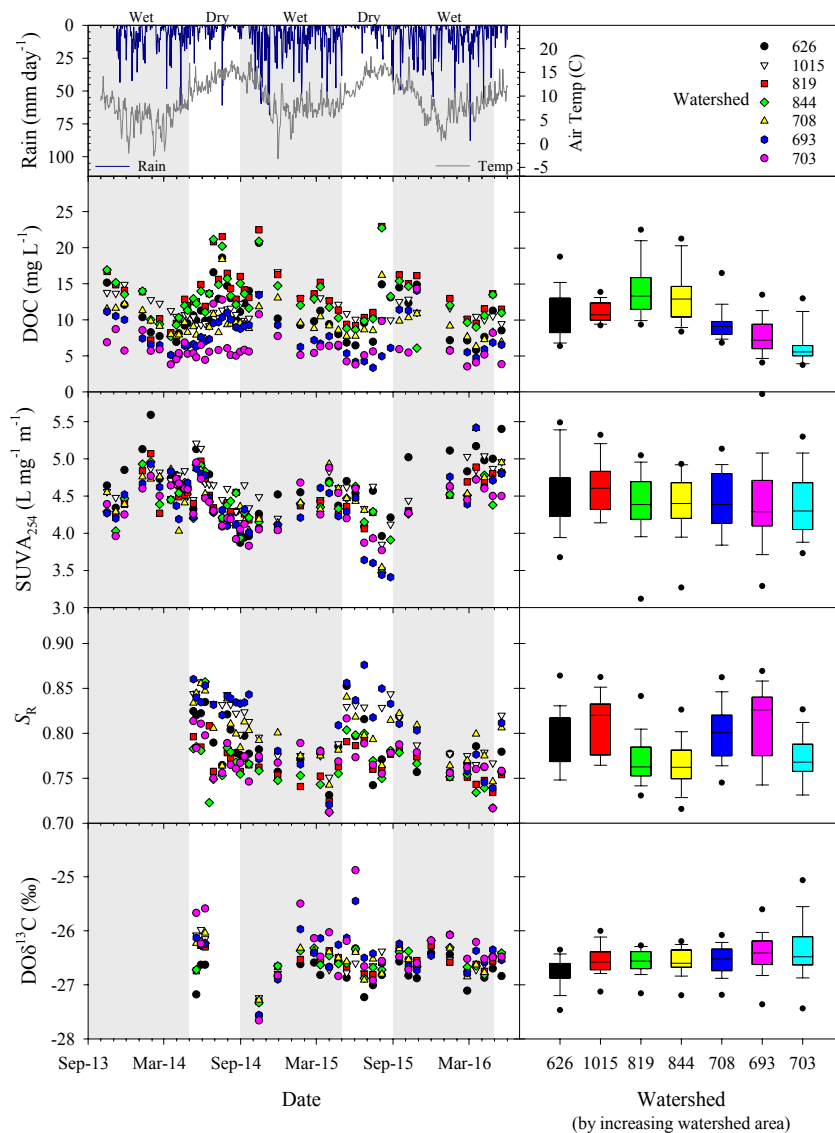 Wet Dry Wet Dry Wet
0
25
50
75
100
Rain (mm day⁻¹)
20
15
10
5
0
-5
Air Temp (C)
Rain
Temp
Watershed
626
1015
819
844
708
693
703
25
20
15
10
5
0
DOC (mg L⁻¹)
5.5
5.0
4.5
4.0
3.5
3.0
SUVA₂₅₄ (L mg⁻¹ m⁻¹)
0.90
0.85
0.80
0.75
0.70
S_R
-25
-26
-27
-28
DOδ¹³C (‰)
Sep-13 Mar-14 Sep-14 Mar-15 Sep-15 Mar-16
Date
626 1015 819 844 708 693 703
Watershed
(by increasing watershed area)